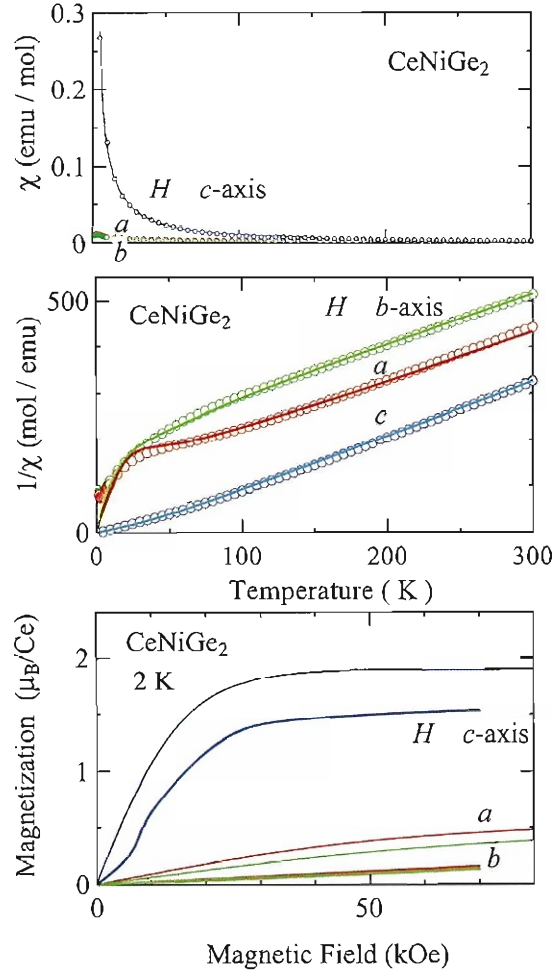 0.3
0.2
0.1
0
χ (emu / mol)
CeNiGe₂
H c-axis
a
b
500
0
1/χ (mol / emu)
CeNiGe₂
H b-axis
a
c
0 100 200 300
Temperature ( K )
2
1
0
Magnetization (μB/Ce)
CeNiGe₂
2 K
H c-axis
a
b
0 50
Magnetic Field (kOe)